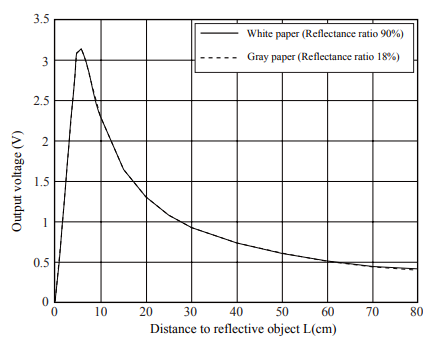 3.5
White paper (Reflectance ratio 90%)
Gray paper (Reflectance ratio 18%)
3
2.5
2
1.5
1
0.5
0
Output voltage (V)
0 10 20 30 40 50 60 70 80
Distance to reflective object L(cm)